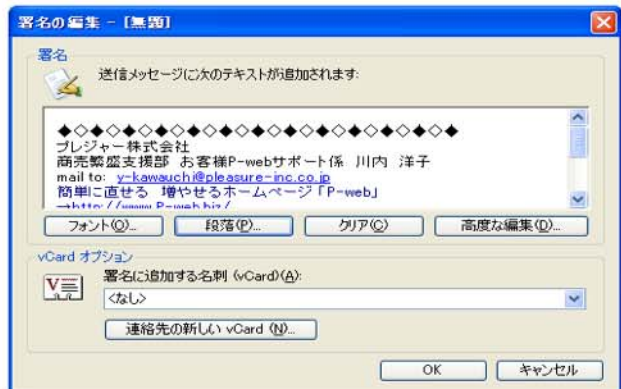 署名の編集 - [無題]
署名
送信メッセージに次のテキストが追加されます:
◆◇◆◇◆◇◆◇◆◇◆◇◆◇◆◇◆◇◆◇◆◇◆
プレジャー株式会社
商売繁盛支援部 お客様P-webサポート係 川内 洋子
mail to: y-kawauchi@pleasure-inc.co.jp
簡単に直せる 増やせるホームページ「P-web」
→http://www.P-web.biz/
フォント(O)... 段落(P)... クリア(C) 高度な編集(D)...
vCard オプション
署名に追加する名刺 (vCard)(A):
<なし>
連絡先の新しい vCard (N)...
OK キャンセル